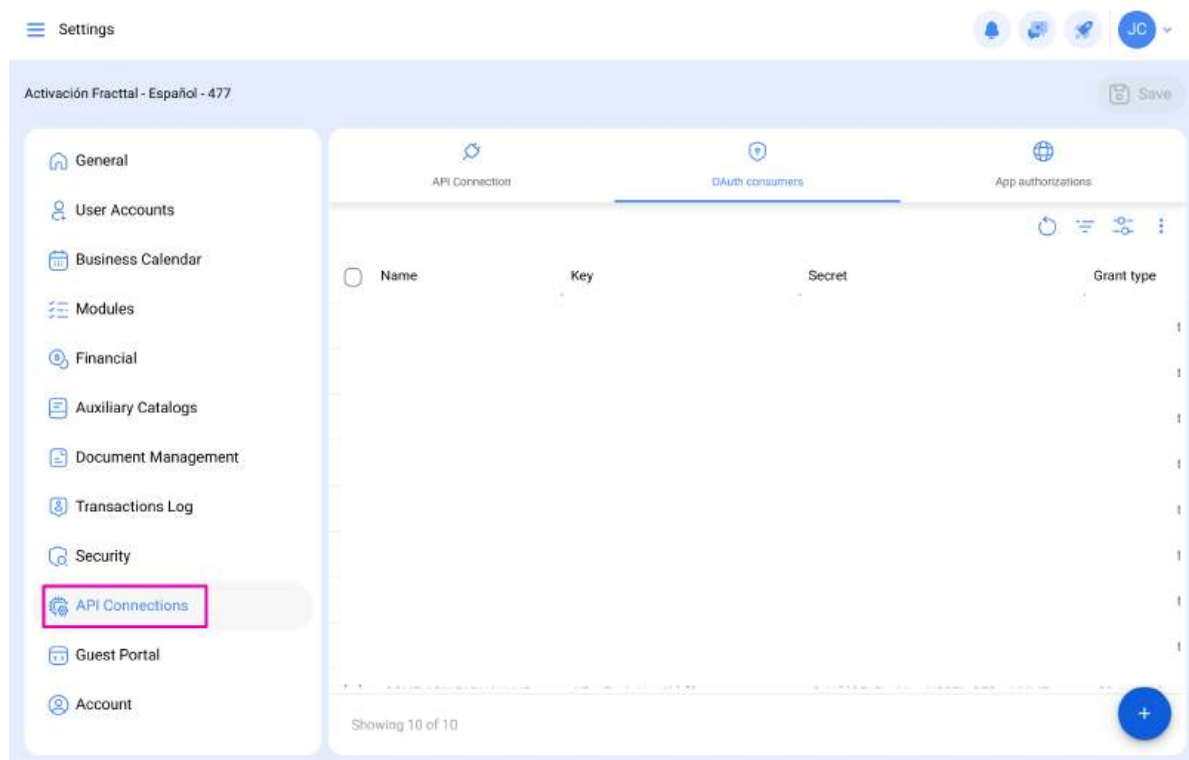 Settings
JC
Activación Fracttal - Español - 477
Save
General
User Accounts
Business Calendar
Modules
Financial
Auxiliary Catalogs
Document Management
Transactions Log
Security
API Connections
Guest Portal
Account
API Connection
OAuth consumers
App authorizations
Name Key Secret Grant type
Showing 10 of 10
+